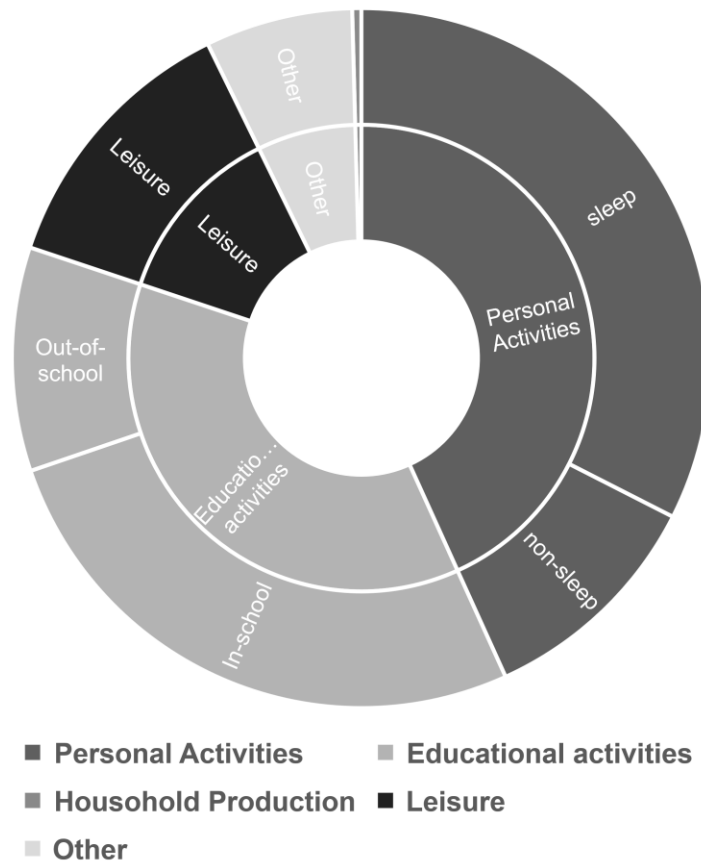 Other
Leisure
Other
Leisure
sleep
Personal
Activities
Out-of-
school
Educatio...
activities
non-sleep
In-school
Personal Activities
Educational activities
Housohold Production
Leisure
Other